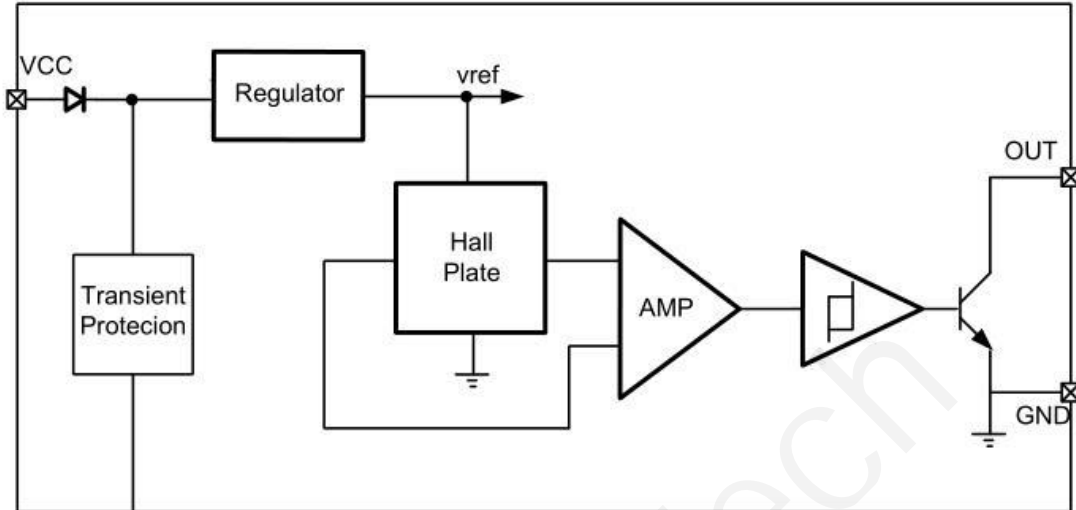 VCC
Regulator
vref
OUT
Hall
Plate
Transient
Protecion
AMP
GND